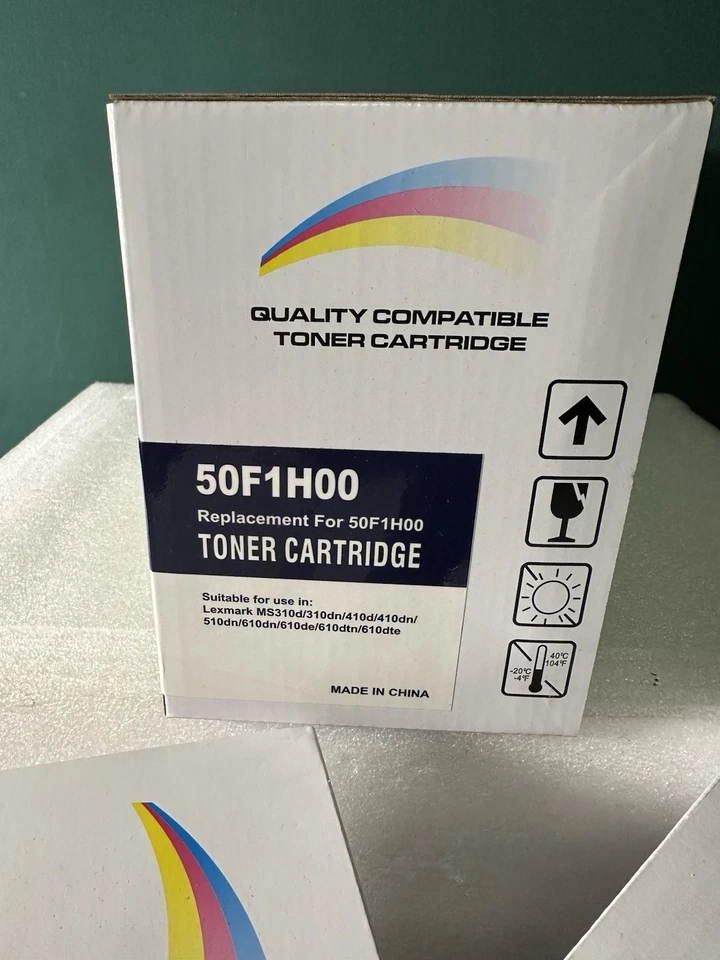 QUALITY COMPATIBLE
TONER CARTRIDGE
50F1H00
Replacement For 50F1H00
TONER CARTRIDGE
Suitable for use in:
Lexmark MS310d/310dn/410d/410dn/
510dn/610dn/610de/610dtn/610dte
MADE IN CHINA
40°C
104°F
-20°C
-4°F